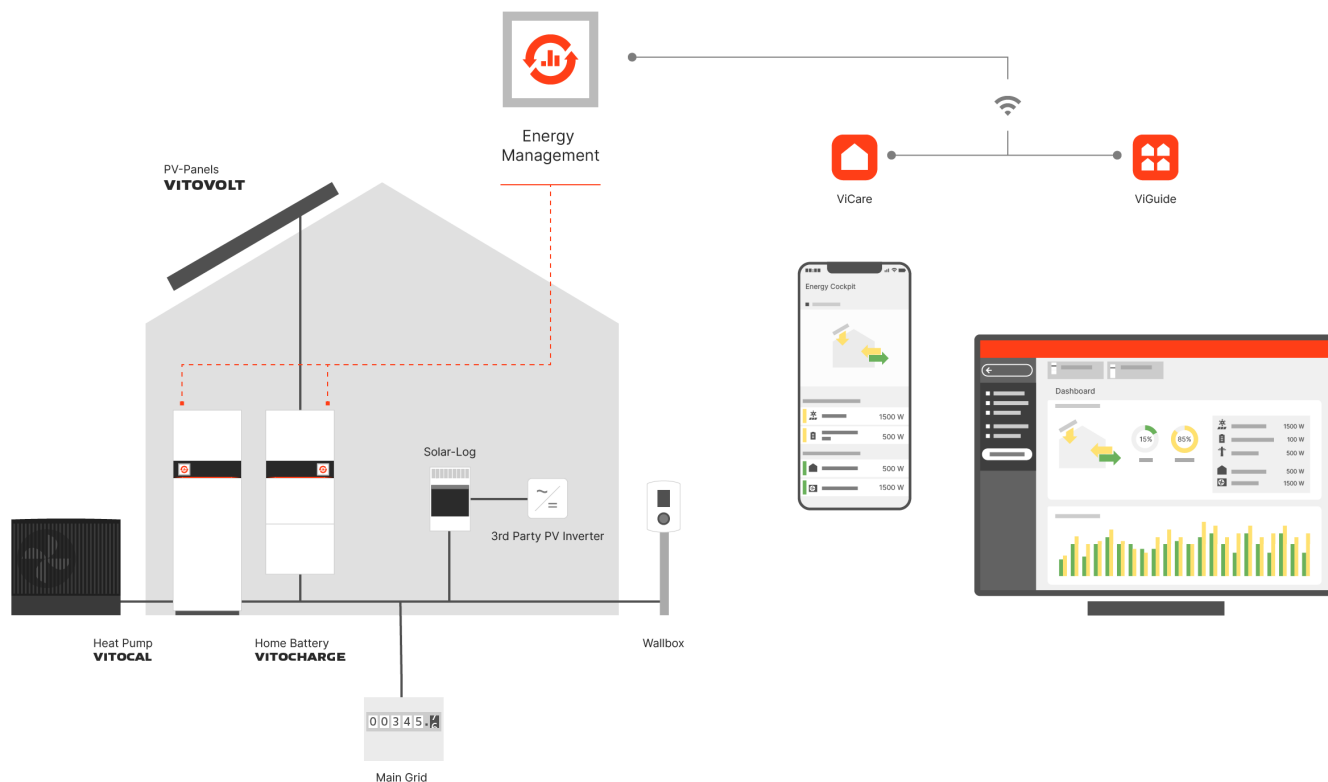 Energy
Management
PV-Panels
VITOVOLT
ViCare
ViGuide
Energy Cockpit
1500 W
500 W
500 W
1500 W
Dashboard
15%
85%
1500 W
100 W
500 W
500 W
1500 W
Solar-Log
3rd Party PV Inverter
Heat Pump
VITOCAL
Home Battery
VITOCHARGE
Wallbox
00345.
Main Grid